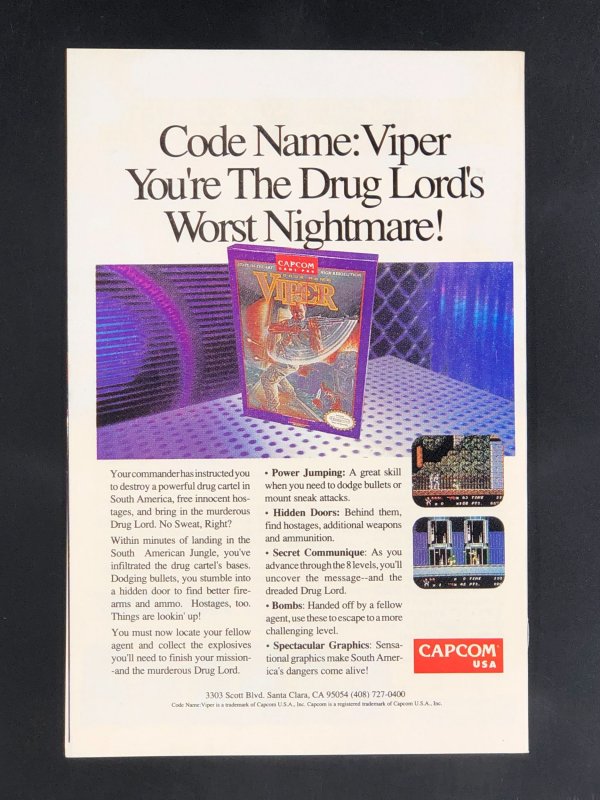 Code Name: Viper
You're The Drug Lord's
Worst Nightmare!
CAPCOM
HIGH RESOLUTION
VIPER
Your commander has instructed you
to destroy a powerful drug cartel in
South America, free innocent hos-
tages, and bring in the murderous
Drug Lord. No Sweat, Right?
Within minutes of landing in the
South American Jungle, you've
infiltrated the drug cartel's bases.
Dodging bullets, you stumble into
a hidden door to find better fire-
arms and ammo. Hostages, too.
Things are lookin' up!
You must now locate your fellow
agent and collect the explosives
you'll need to finish your mission-
-and the murderous Drug Lord.
• Power Jumping: A great skill
when you need to dodge bullets or
mount sneak attacks.
• Hidden Doors: Behind them,
find hostages, additional weapons
and ammunition.
• Secret Communique: As you
advance through the 8 levels, you'll
uncover the message--and the
dreaded Drug Lord.
• Bombs: Handed off by a fellow
agent, use these to escape to a more
challenging level.
• Spectacular Graphics: Sensa-
tional graphics make South Amer-
ica's dangers come alive!
CAPCOM
USA
3303 Scott Blvd. Santa Clara, CA 95054 (408) 727-0400
Code Name: Viper is a trademark of Capcom U.S.A., Inc. Capcom is a registered trademark of Capcom U.S.A., Inc.